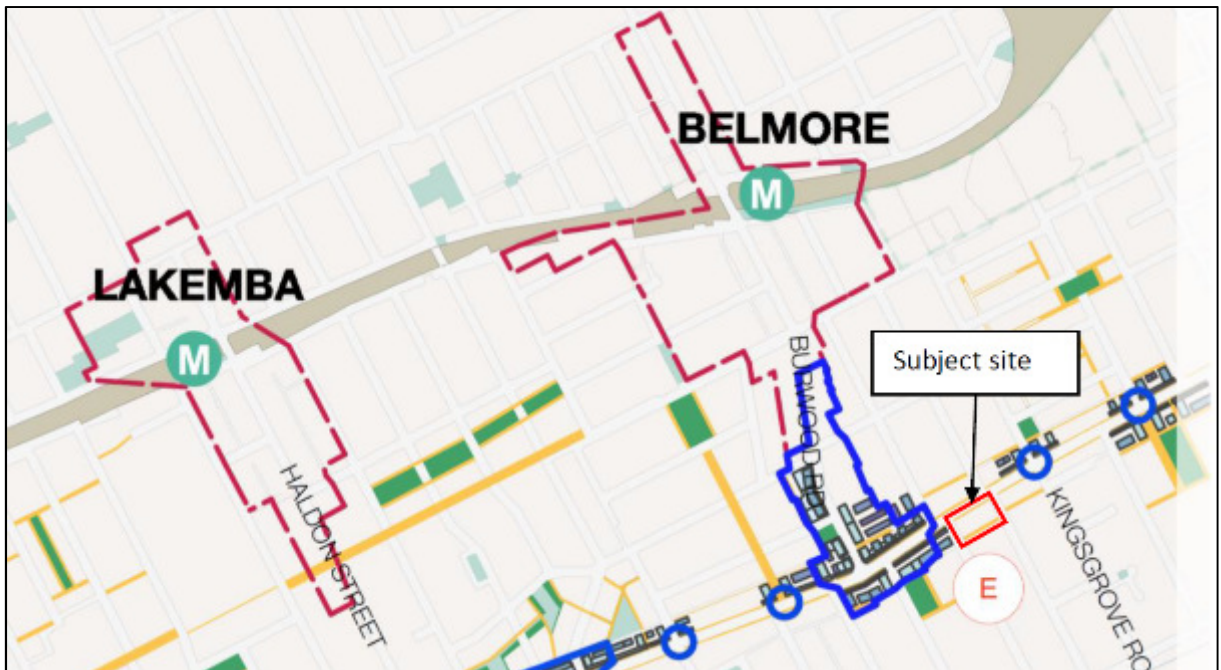 BELMORE
M
LAKEMBA
M
Subject site
BURWOOD RD
HALDON STREET
KINGSGROVE RO
E